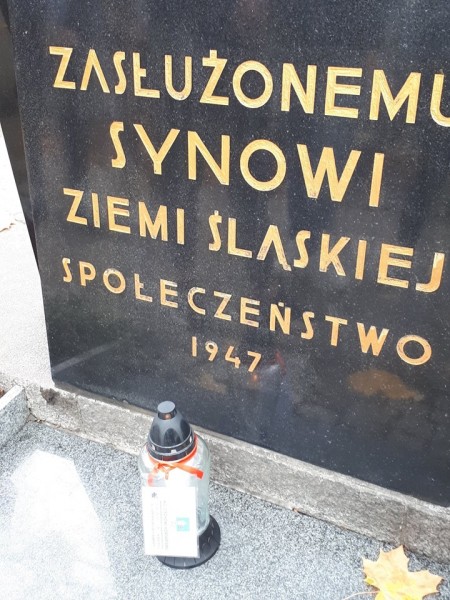 ZASŁUŻONEMU
SYNOWI
ZIEMI ŚLĄSKIEJ
SPOŁECZEŃSTWO
1947